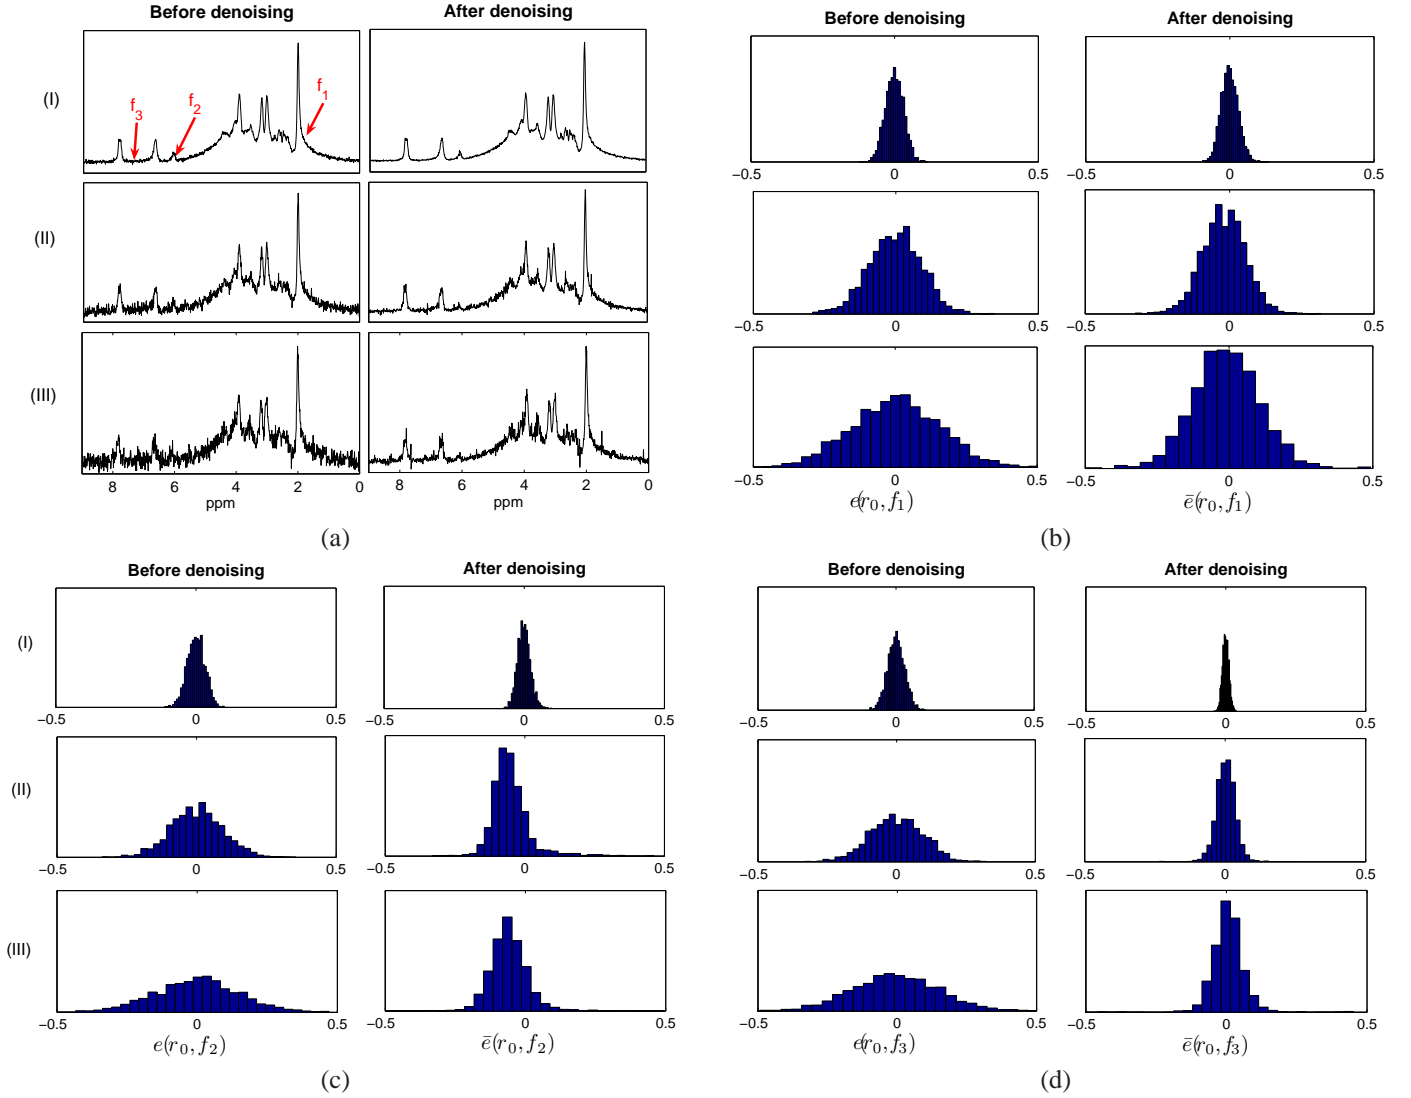 Before denoising
After denoising
(I)
f3
f2
f1
(II)
(III)
8 6 4 2 0
ppm
8 6 4 2 0
ppm
(a)
Before denoising
After denoising
−0.5 0 0.5
−0.5 0 0.5
−0.5 0 0.5
−0.5 0 0.5
−0.5 0 0.5
−0.5 0 0.5
e(r0, f1)
ē(r0, f1)
(b)
Before denoising
After denoising
(I)
−0.5 0 0.5
−0.5 0 0.5
(II)
−0.5 0 0.5
−0.5 0 0.5
(III)
−0.5 0 0.5
−0.5 0 0.5
e(r0, f2)
ē(r0, f2)
(c)
Before denoising
After denoising
−0.5 0 0.5
−0.5 0 0.5
−0.5 0 0.5
−0.5 0 0.5
−0.5 0 0.5
−0.5 0 0.5
e(r0, f3)
ē(r0, f3)
(d)